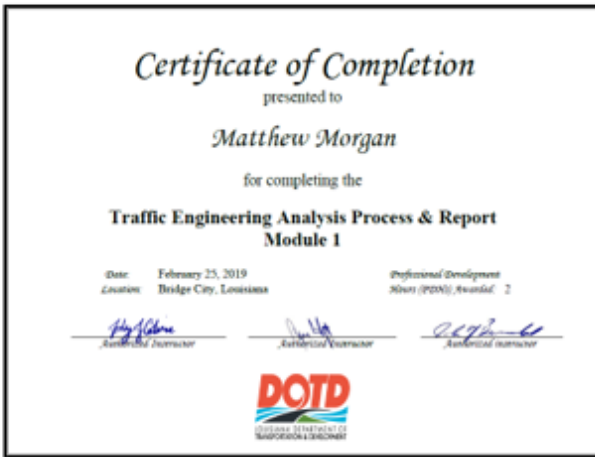 Certificate of Completion
presented to
Matthew Morgan
for completing the
Traffic Engineering Analysis Process & Report
Module 1
Date: February 25, 2019
Location: Bridge City, Louisiana
Professional Development
Hours (PDH) Awarded: 2
Authorized Instructor
Authorized Instructor
Authorized Instructor
DOTD
LOUISIANA DEPARTMENT OF
TRANSPORTATION & DEVELOPMENT